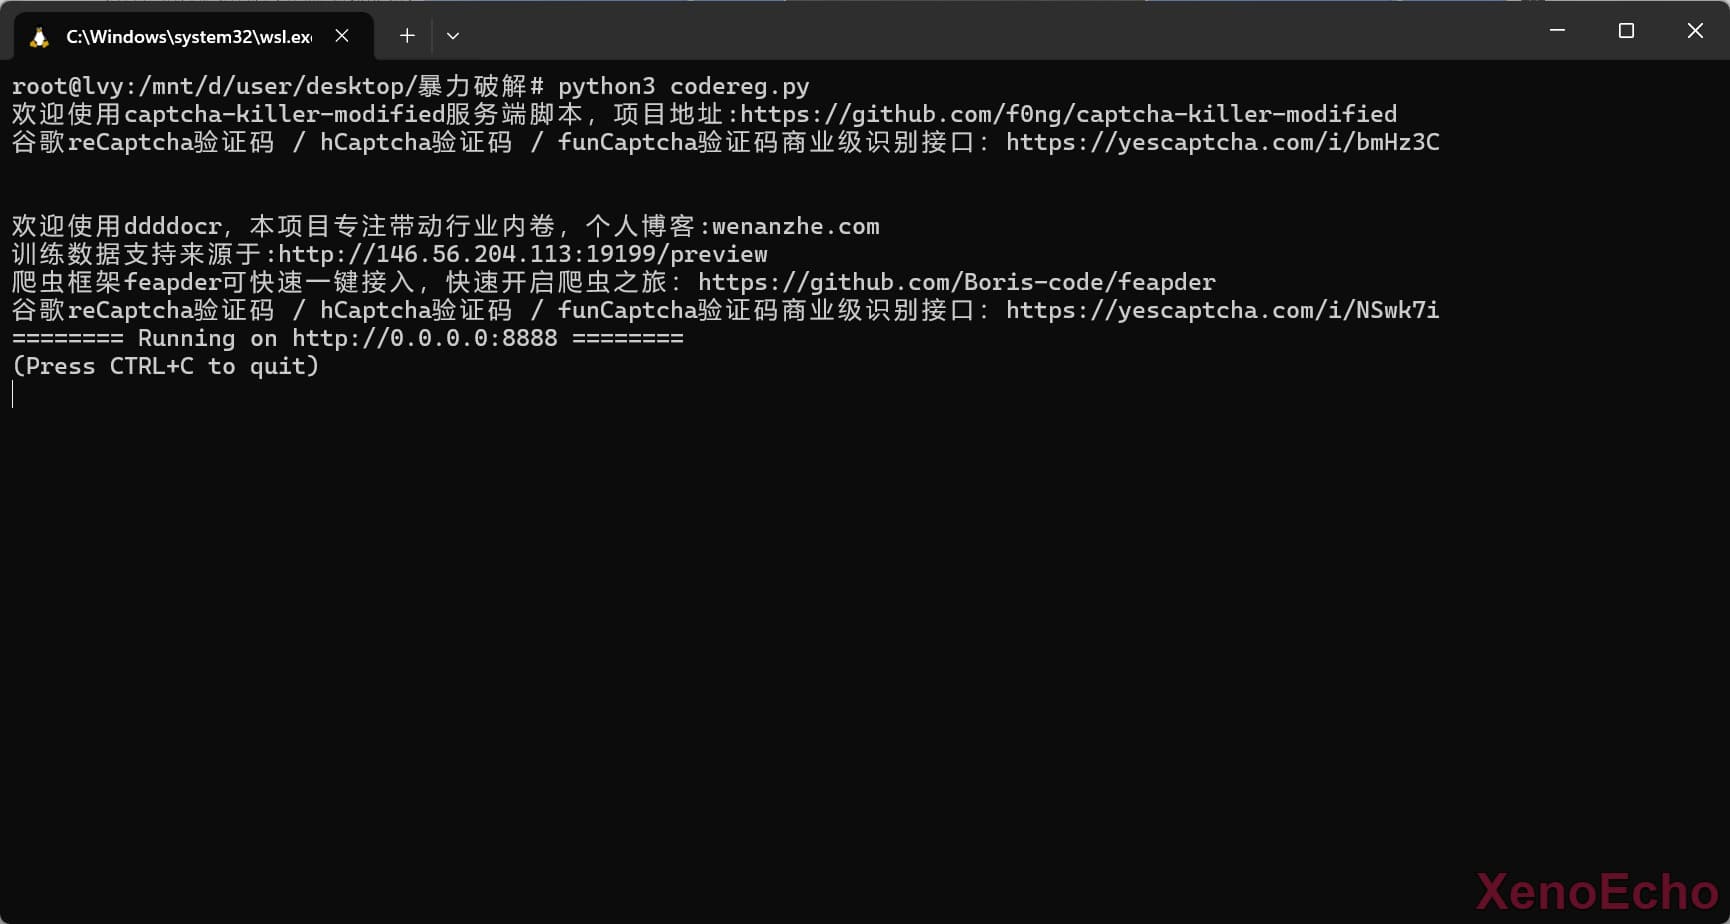 C:\Windows\system32\wsl.exe
root@lvy:/mnt/d/user/desktop/暴力破解# python3 codereg.py
欢迎使用captcha-killer-modified服务端脚本，项目地址:https://github.com/f0ng/captcha-killer-modified
谷歌reCaptcha验证码 / hCaptcha验证码 / funCaptcha验证码商业级识别接口：https://yescaptcha.com/i/bmHz3C
欢迎使用ddddocr，本项目专注带动行业内卷，个人博客:wenanzhe.com
训练数据支持来源于:http://146.56.204.113:19199/preview
爬虫框架feapder可快速一键接入，快速开启爬虫之旅：https://github.com/Boris-code/feapder
谷歌reCaptcha验证码 / hCaptcha验证码 / funCaptcha验证码商业级识别接口：https://yescaptcha.com/i/NSwk7i
======== Running on http://0.0.0.0:8888 ========
(Press CTRL+C to quit)
XenoEcho